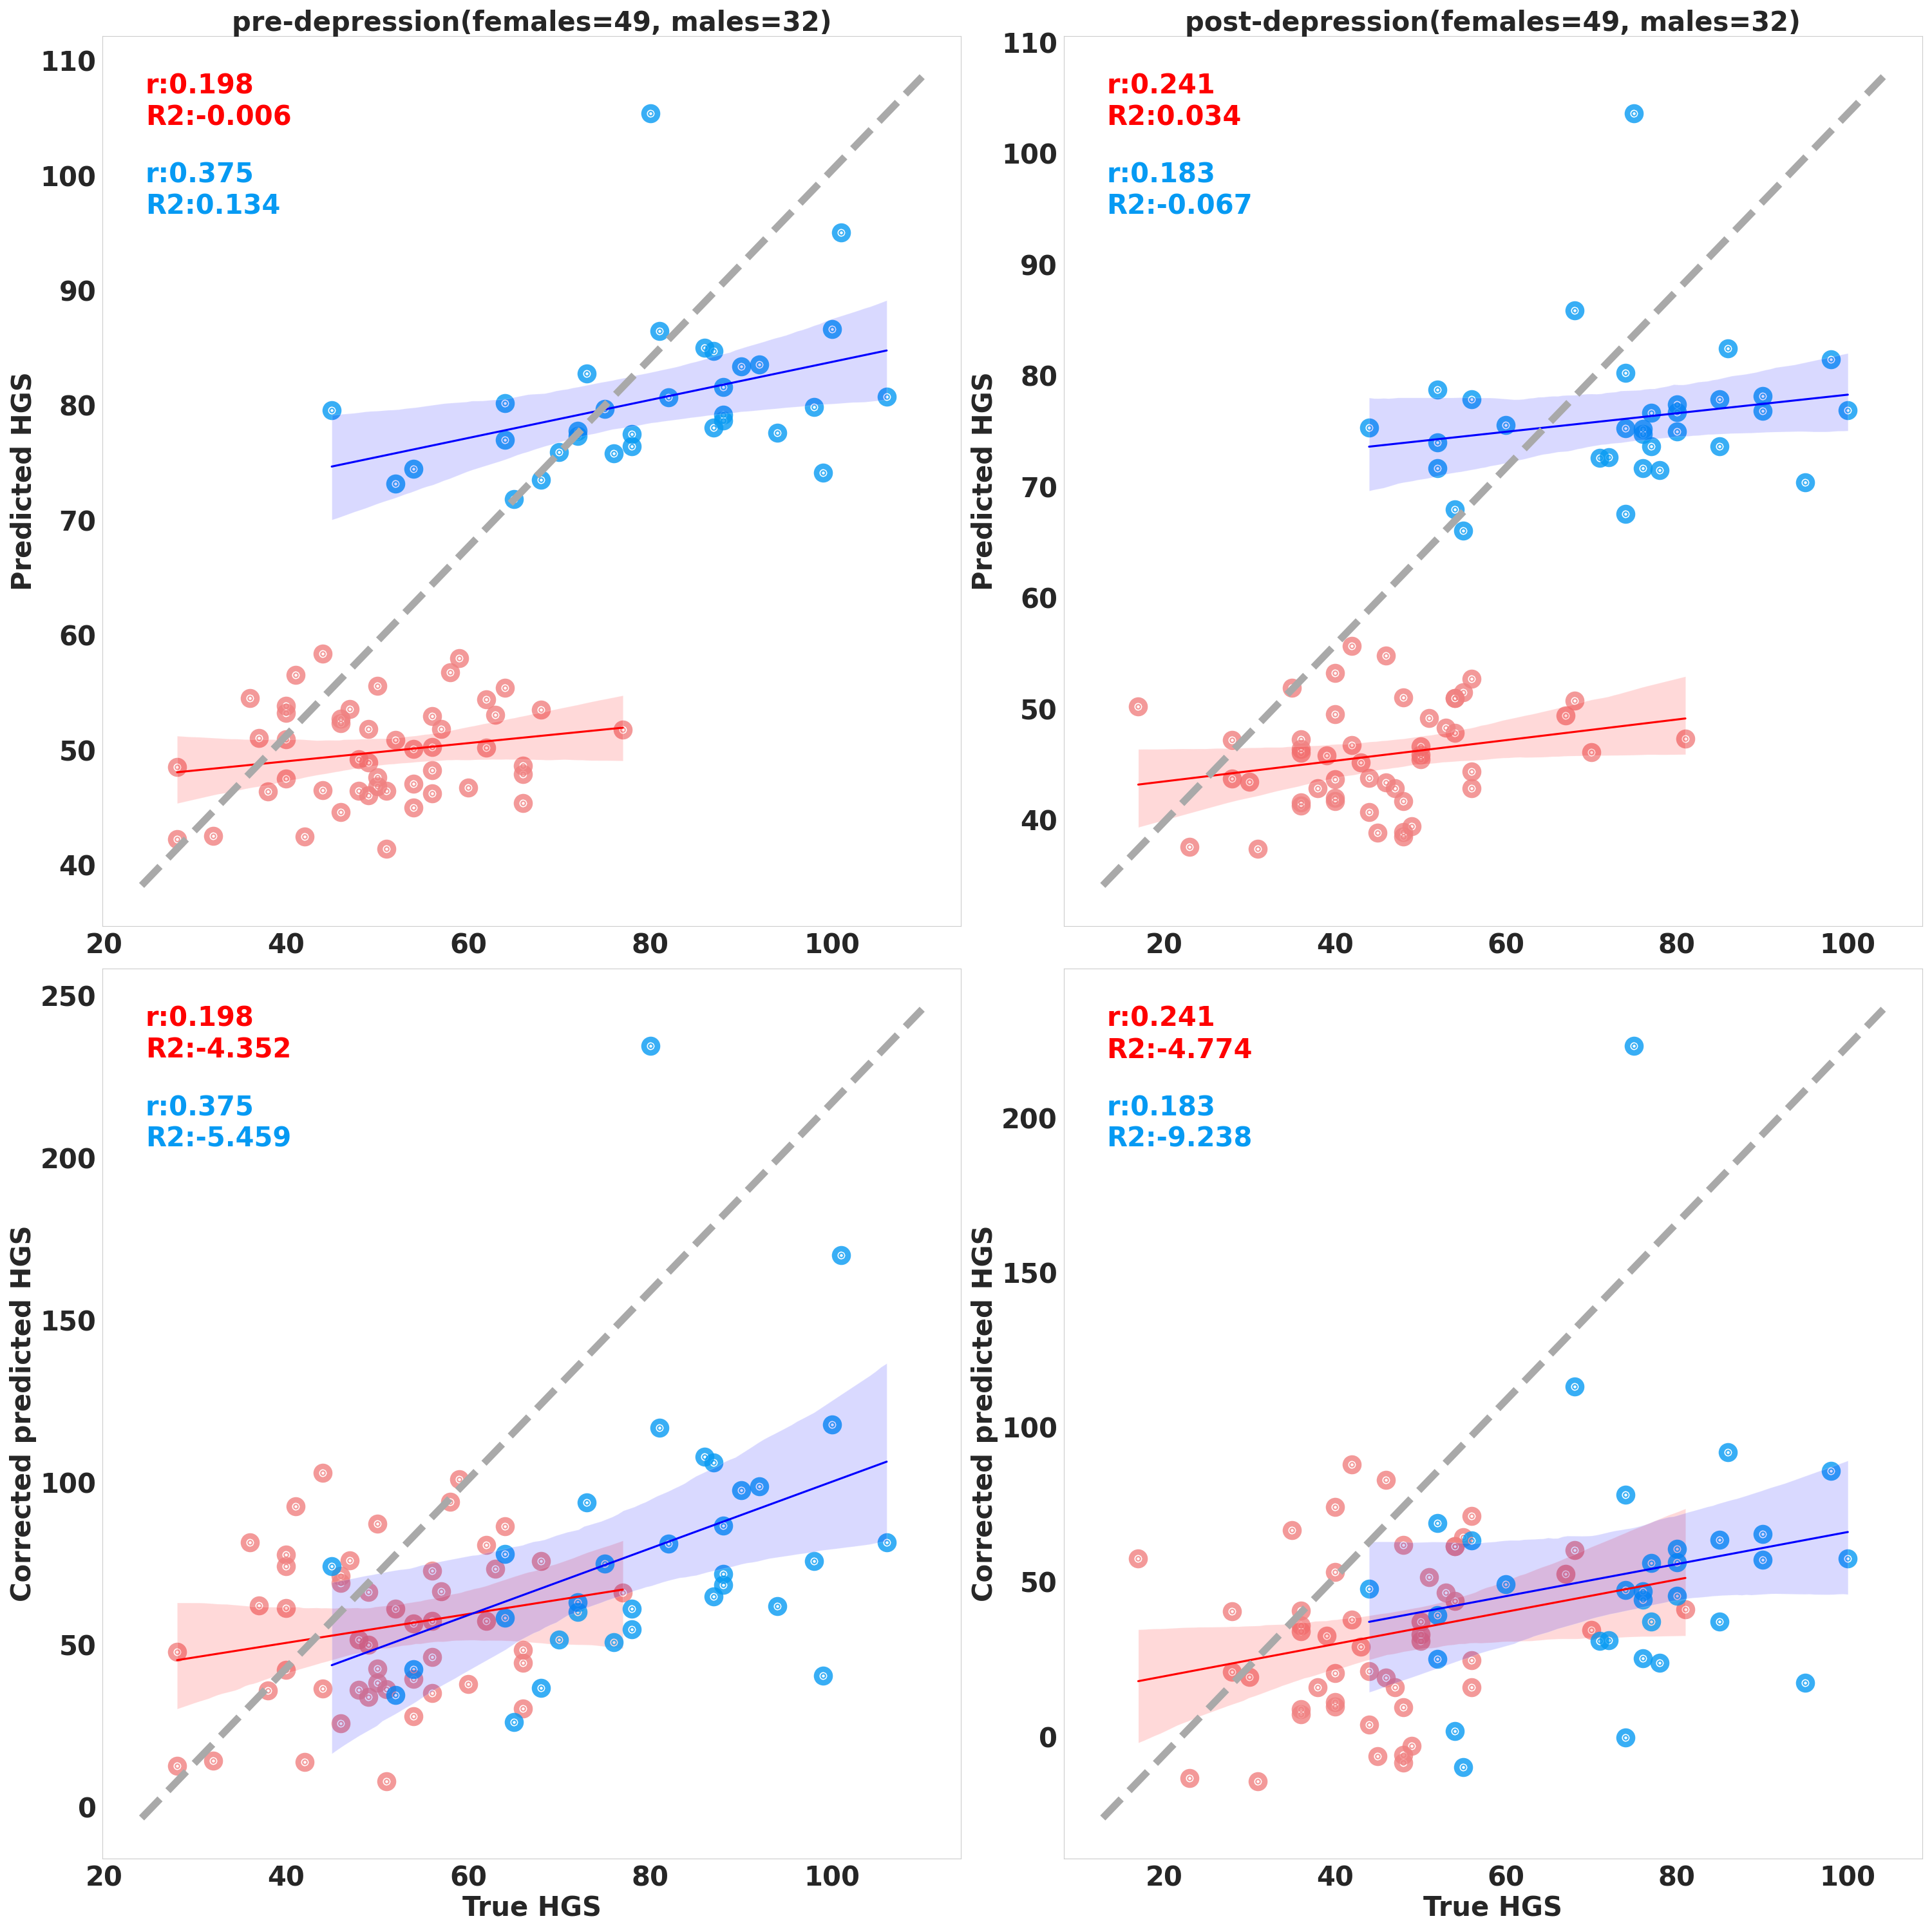 pre-depression(females=49, males=32)
post-depression(females=49, males=32)
r:0.198
R2:-0.006
r:0.375
R2:0.134
110
100
90
80
70
60
50
40
Predicted HGS
20 40 60 80 100
r:0.241
R2:0.034
r:0.183
R2:-0.067
110
100
90
80
70
60
50
40
Predicted HGS
20 40 60 80 100
r:0.198
R2:-4.352
r:0.375
R2:-5.459
250
200
150
100
50
0
Corrected predicted HGS
20 40 60 80 100
True HGS
r:0.241
R2:-4.774
r:0.183
R2:-9.238
200
150
100
50
0
Corrected predicted HGS
20 40 60 80 100
True HGS